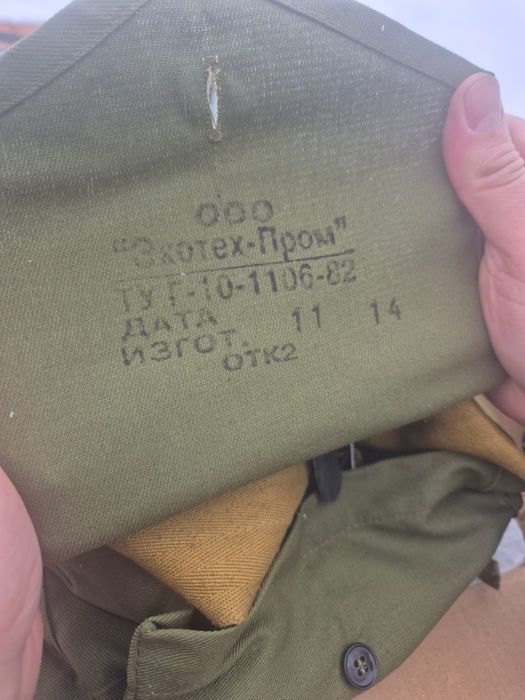 ООО
"Экотех-Пром"
ТУ Г-10-1106-82
ДАТА
ИЗГОТ. 11 14
ОТК2